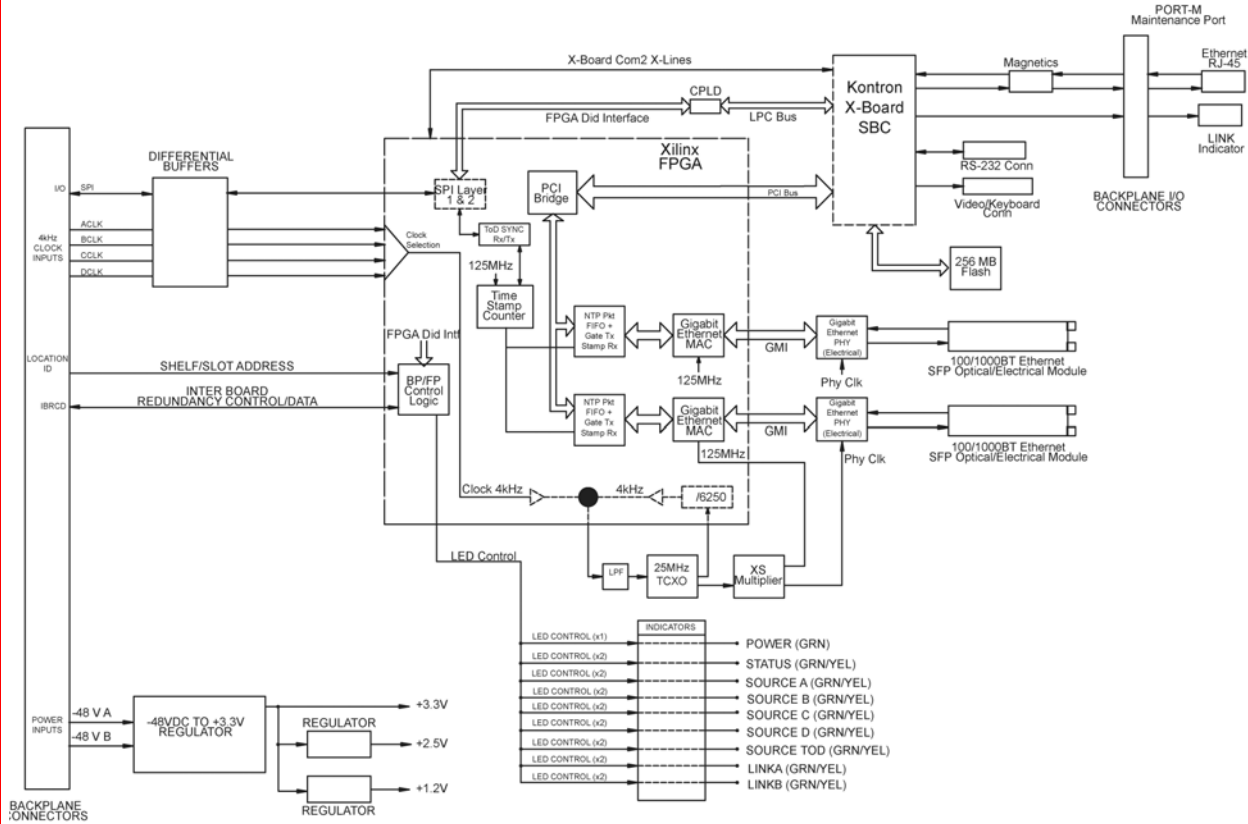 PORT-M
Maintenance Port
Ethernet
RJ-45
Magnetics
X-Board Com2 X-Lines
CPLD
Kontron
X-Board
SBC
FPGA Did Interface
LPC Bus
LINK
Indicator
Xilinx
FPGA
DIFFERENTIAL
BUFFERS
RS-232 Conn
I/O
SPI
SPI Layer
1 & 2
PCI
Bridge
PCI Bus
Video/Keyboard
Conn
BACKPLANE I/O
CONNECTORS
4kHz
CLOCK
INPUTS
ACLK
BCLK
CCLK
DCLK
Clock
Selection
ToD SYNC
Rx/Tx
125MHz
256 MB
Flash
Time
Stamp
Counter
NTP Pkt
FIFO +
Gate Tx
Stamp Rx
Gigabit
Ethernet
MAC
GMI
Gigabit
Ethernet
PHY
(Electrical)
100/1000BT Ethernet
SFP Optical/Electrical Module
FPGA Did Intf
LOCATION
ID
SHELF/SLOT ADDRESS
125MHz
Phy Clk
BP/FP
Control
Logic
IBRCD
INTER BOARD
REDUNDANCY CONTROL/DATA
NTP Pkt
FIFO +
Gate Tx
Stamp Rx
Gigabit
Ethernet
MAC
GMI
Gigabit
Ethernet
PHY
(Electrical)
100/1000BT Ethernet
SFP Optical/Electrical Module
125MHz
Phy Clk
Clock 4kHz
4kHz
/6250
LED Control
LPF
25MHz
TCXO
XS
Multiplier
INDICATORS
LED CONTROL (x1)
POWER (GRN)
LED CONTROL (x2)
STATUS (GRN/YEL)
LED CONTROL (x2)
SOURCE A (GRN/YEL)
LED CONTROL (x2)
SOURCE B (GRN/YEL)
LED CONTROL (x2)
SOURCE C (GRN/YEL)
LED CONTROL (x2)
SOURCE D (GRN/YEL)
LED CONTROL (x2)
SOURCE TOD (GRN/YEL)
LED CONTROL (x2)
LINKA (GRN/YEL)
LED CONTROL (x2)
LINKB (GRN/YEL)
POWER
INPUTS
-48 V A
-48 V B
-48VDC TO +3.3V
REGULATOR
+3.3V
REGULATOR
+2.5V
+1.2V
REGULATOR
BACKPLANE
CONNECTORS